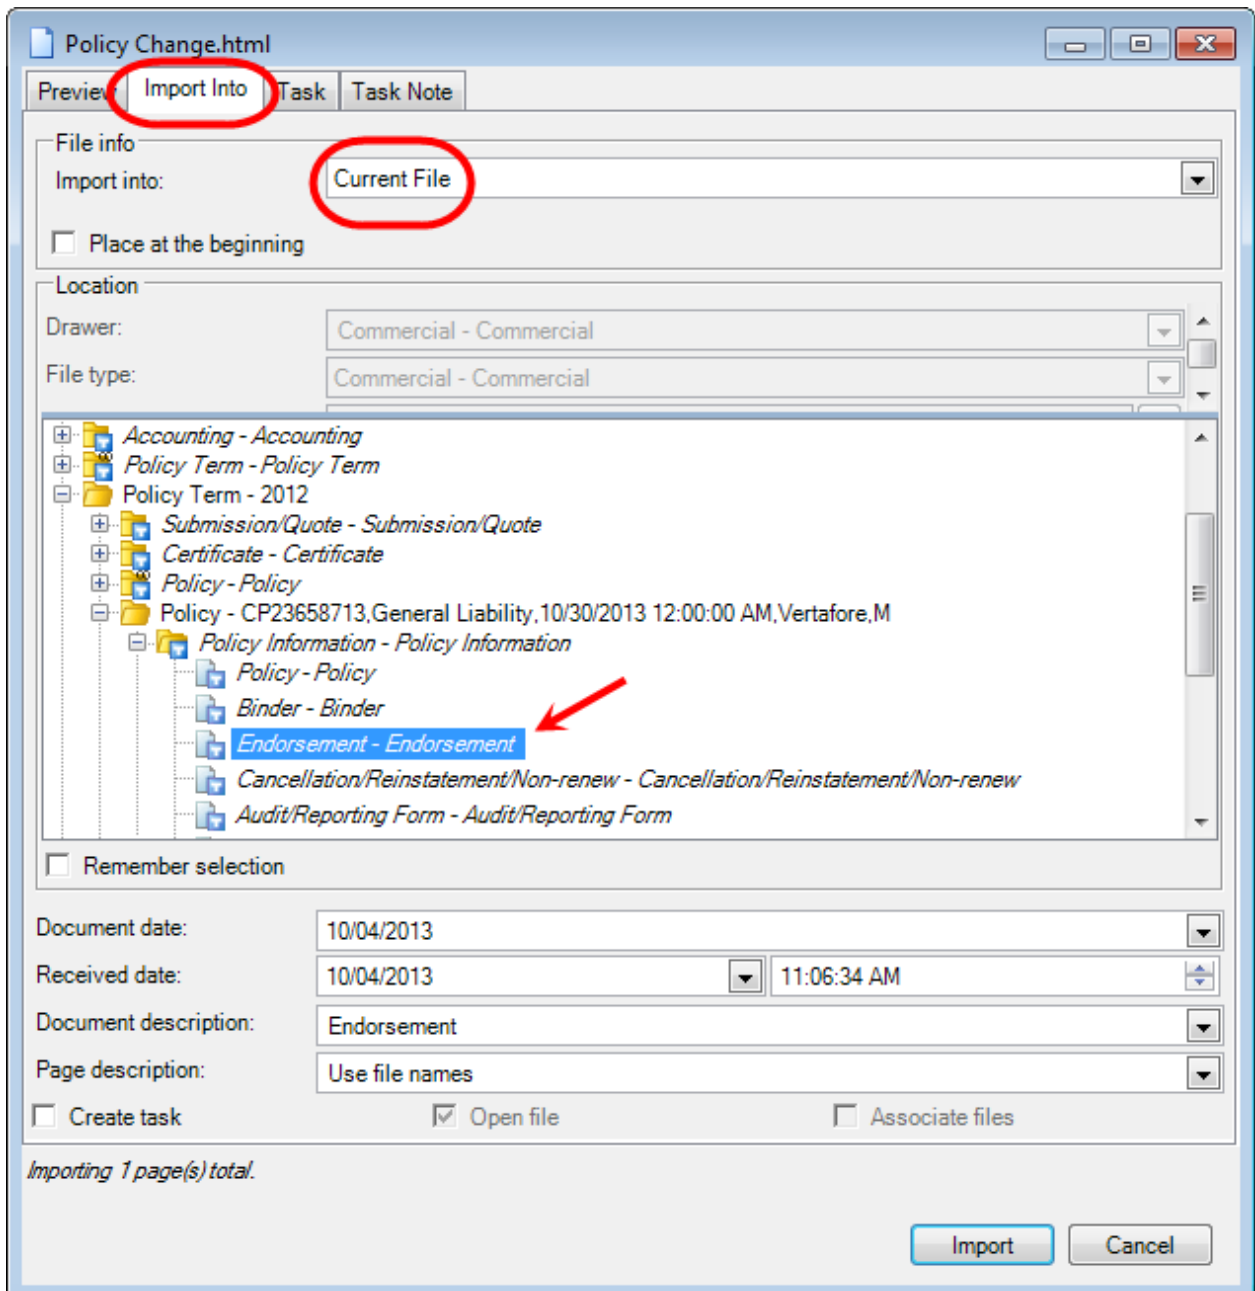 Policy Change.html
Preview Import Into Task Task Note
File info
Import into: Current File
Place at the beginning
Location
Drawer: Commercial - Commercial
File type: Commercial - Commercial
Accounting - Accounting
Policy Term - Policy Term
Policy Term - 2012
Submission/Quote - Submission/Quote
Certificate - Certificate
Policy - Policy
Policy - CP23658713,General Liability,10/30/2013 12:00:00 AM,Vertafore,M
Policy Information - Policy Information
Policy - Policy
Binder - Binder
Endorsement - Endorsement
Cancellation/Reinstatement/Non-renew - Cancellation/Reinstatement/Non-renew
Audit/Reporting Form - Audit/Reporting Form
Remember selection
Document date: 10/04/2013
Received date: 10/04/2013 11:06:34 AM
Document description: Endorsement
Page description: Use file names
Create task Open file Associate files
Importing 1 page(s) total.
Import Cancel